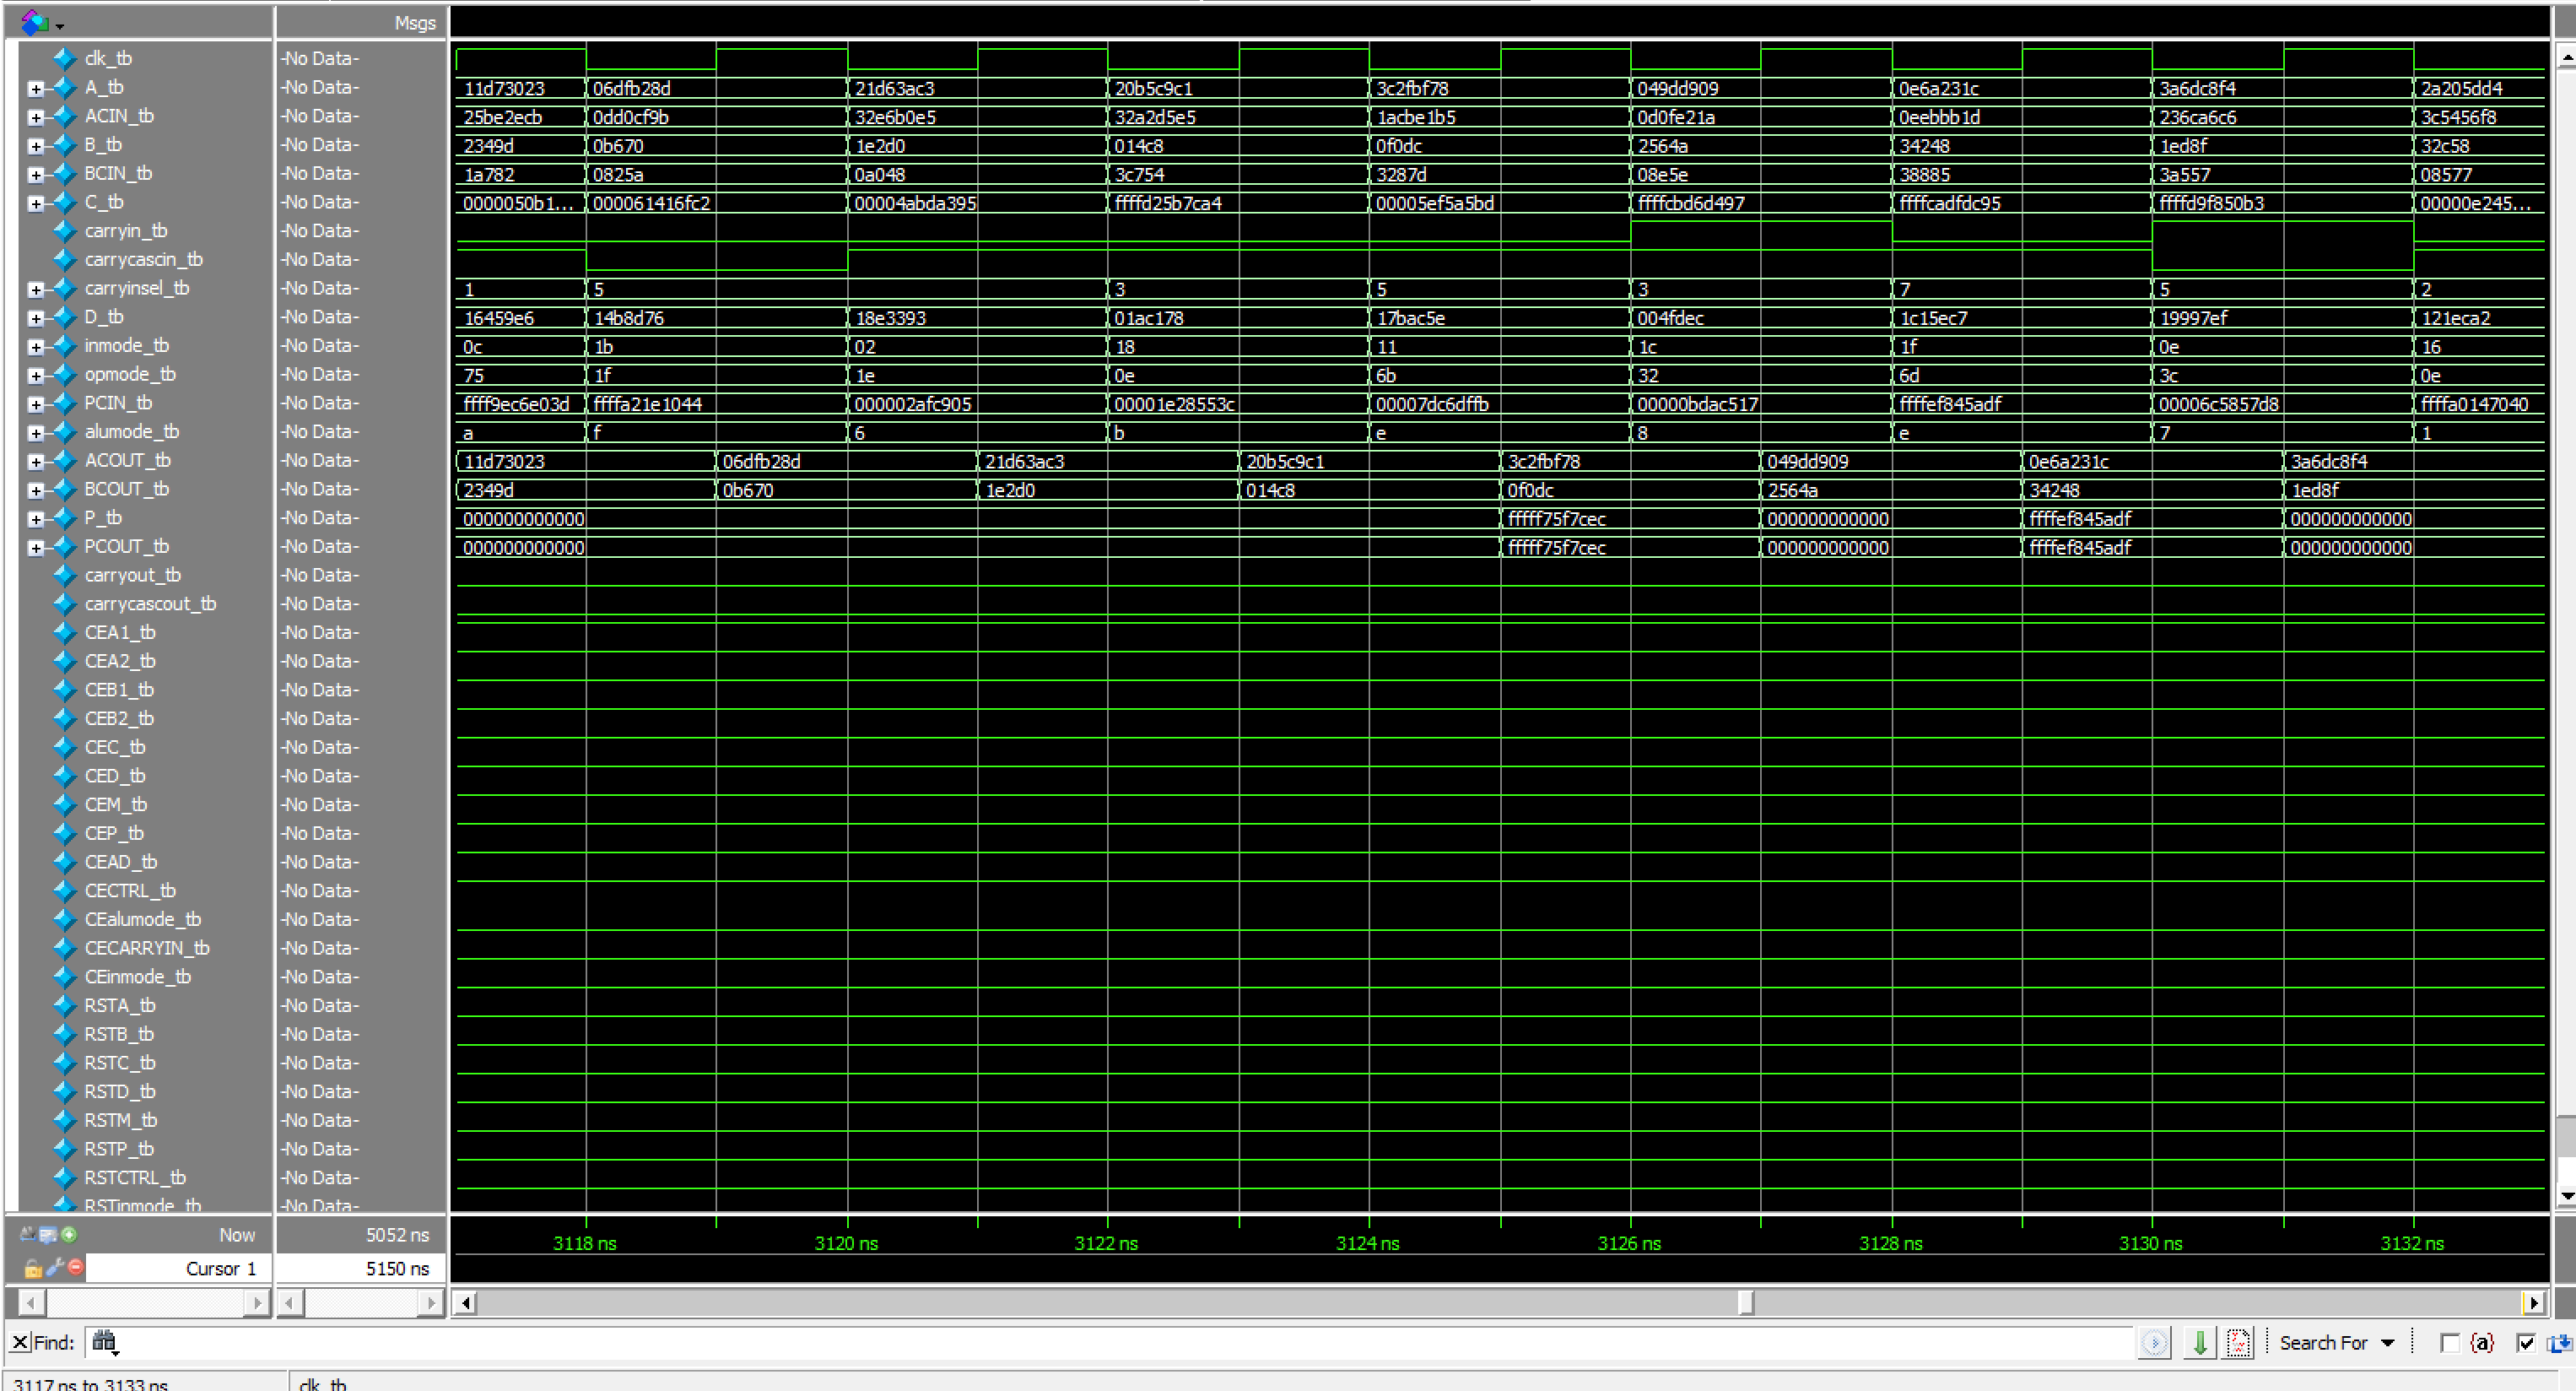 Msgs
clk_tb -No Data-
A_tb -No Data- 11d73023 06dfb28d 21d63ac3 20b5c9c1 3c2fbf78 049dd909 0e6a231c 3a6dc8f4 2a205dd4
ACIN_tb -No Data- 25be2ecb 0dd0cf9b 32e6b0e5 32a2d5e5 1acbe1b5 0d0fe21a 0eebbb1d 236ca6c6 3c5456f8
B_tb -No Data- 2349d 0b670 1e2d0 014c8 0f0dc 2564a 34248 1ed8f 32c58
BCIN_tb -No Data- 1a782 0825a 0a048 3c754 3287d 08e5e 38885 3a557 08577
C_tb -No Data- 0000050b1... 000061416fc2 00004abda395 ffffd25b7ca4 00005ef5a5bd ffffcbd6d497 ffffcadfdc95 ffffd9f850b3 00000e245...
carryin_tb -No Data-
carrycascin_tb -No Data-
carryinsel_tb -No Data- 1 5 3 5 3 7 5 2
D_tb -No Data- 16459e6 14b8d76 18e3393 01ac178 17bac5e 004fdec 1c15ec7 19997ef 121eca2
inmode_tb -No Data- 0c 1b 02 18 11 1c 1f 0e 16
opmode_tb -No Data- 75 1f 1e 0e 6b 32 6d 3c 0e
PCIN_tb -No Data- ffff9ec6e03d ffffa21e1044 000002afc905 00001e28553c 00007dc6dffb 00000bdac517 ffffef845adf 00006c5857d8 ffffa0147040
alumode_tb -No Data- a f 6 b e 8 e 7 1
ACOUT_tb -No Data- 11d73023 06dfb28d 21d63ac3 20b5c9c1 3c2fbf78 049dd909 0e6a231c 3a6dc8f4
BCOUT_tb -No Data- 2349d 0b670 1e2d0 014c8 0f0dc 2564a 34248 1ed8f
P_tb -No Data- 000000000000 fffff75f7cec 000000000000 ffffef845adf 000000000000
PCOUT_tb -No Data- 000000000000 fffff75f7cec 000000000000 ffffef845adf 000000000000
carryout_tb -No Data-
carrycascout_tb -No Data-
CEA1_tb -No Data-
CEA2_tb -No Data-
CEB1_tb -No Data-
CEB2_tb -No Data-
CEC_tb -No Data-
CED_tb -No Data-
CEM_tb -No Data-
CEP_tb -No Data-
CEAD_tb -No Data-
CECTRL_tb -No Data-
CEalumode_tb -No Data-
CECARRYIN_tb -No Data-
CEinmode_tb -No Data-
RSTA_tb -No Data-
RSTB_tb -No Data-
RSTC_tb -No Data-
RSTD_tb -No Data-
RSTM_tb -No Data-
RSTP_tb -No Data-
RSTCTRL_tb -No Data-
RSTinmode_tb -No Data-
Now 5052 ns 3118 ns 3120 ns 3122 ns 3124 ns 3126 ns 3128 ns 3130 ns 3132 ns
Cursor 1 5150 ns
Find: Search For {a}
3117 ns to 3133 ns clk_tb